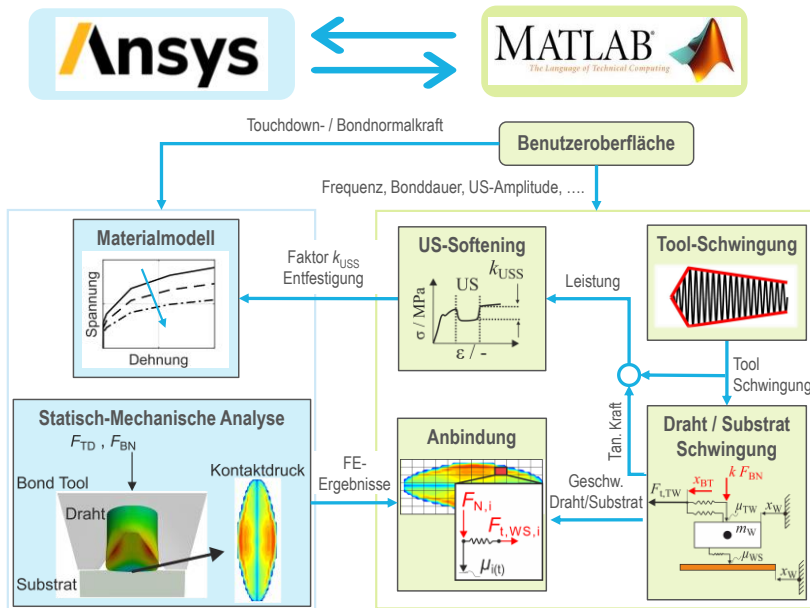 Ansys
MATLAB®
The Language of Technical Computing
Touchdown- / Bondnormalkraft
Benutzeroberfläche
Frequenz, Bonddauer, US-Amplitude, ....
Materialmodell
Spannung
Dehnung
Faktor kUSS
Entfestigung
US-Softening
US
kUSS
σ / MPa
ε / -
Leistung
Tool-Schwingung
Tool
Schwingung
Tan. Kraft
Statisch-Mechanische Analyse
FTD , FBN
Bond Tool
Draht
Substrat
Kontaktdruck
FE-
Ergebnisse
Anbindung
FN,i
Ft,WS,i
μi(t)
Geschw.
Draht/Substrat
Draht / Substrat
Schwingung
xBT
k FBN
Ft,TW
μTW
xW
mW
μWS
xW